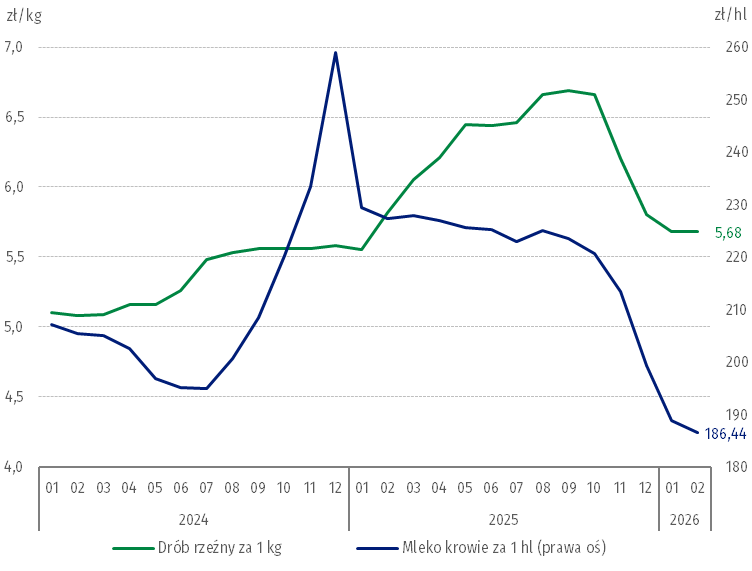 zł/kg zł/hl
7,0 260
6,5 250
6,0 240
5,5 230
5,0 220
4,5 210
4,0 200
190
180
5,68
186,44
01 02 03 04 05 06 07 08 09 10 11 12 01 02 03 04 05 06 07 08 09 10 11 12 01 02
2024 2025 2026
Drób rzeźny za 1 kg Mleko krowie za 1 hl (prawa oś)